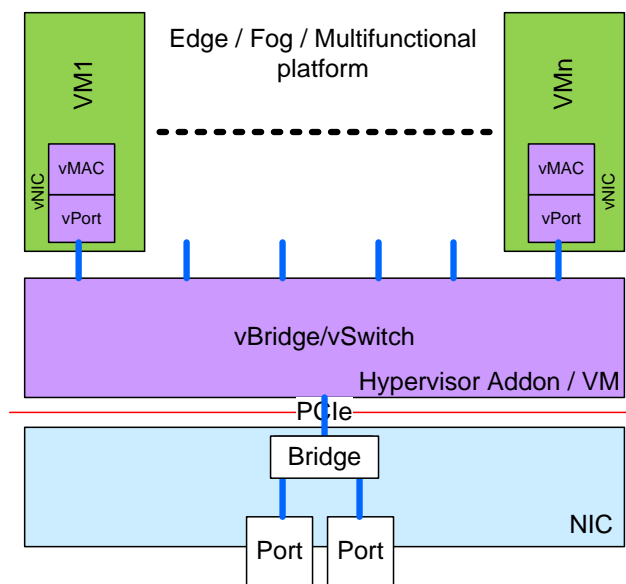 Edge / Fog / Multifunctional
platform
VM1
vNIC
vMAC
vPort
VMn
vMAC
vPort
vNIC
vBridge/vSwitch
Hypervisor Addon / VM
PCIe
Bridge
NIC
Port
Port